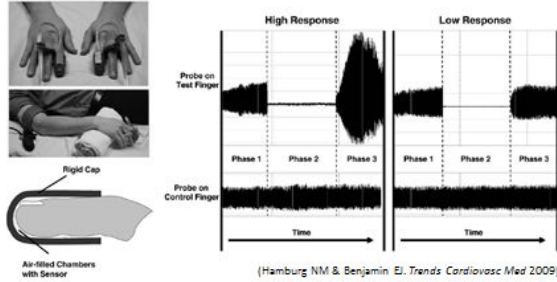 High Response
Low Response
Probe on
Test Finger
Phase 1
Phase 2
Phase 3
Phase 1
Phase 2
Phase 3
Probe on
Control Finger
Time
Time
Rigid Cap
Air-filled Chambers
with Sensor
(Hamburg NM & Benjamin EJ. Trends Cardiovasc Med 2009)